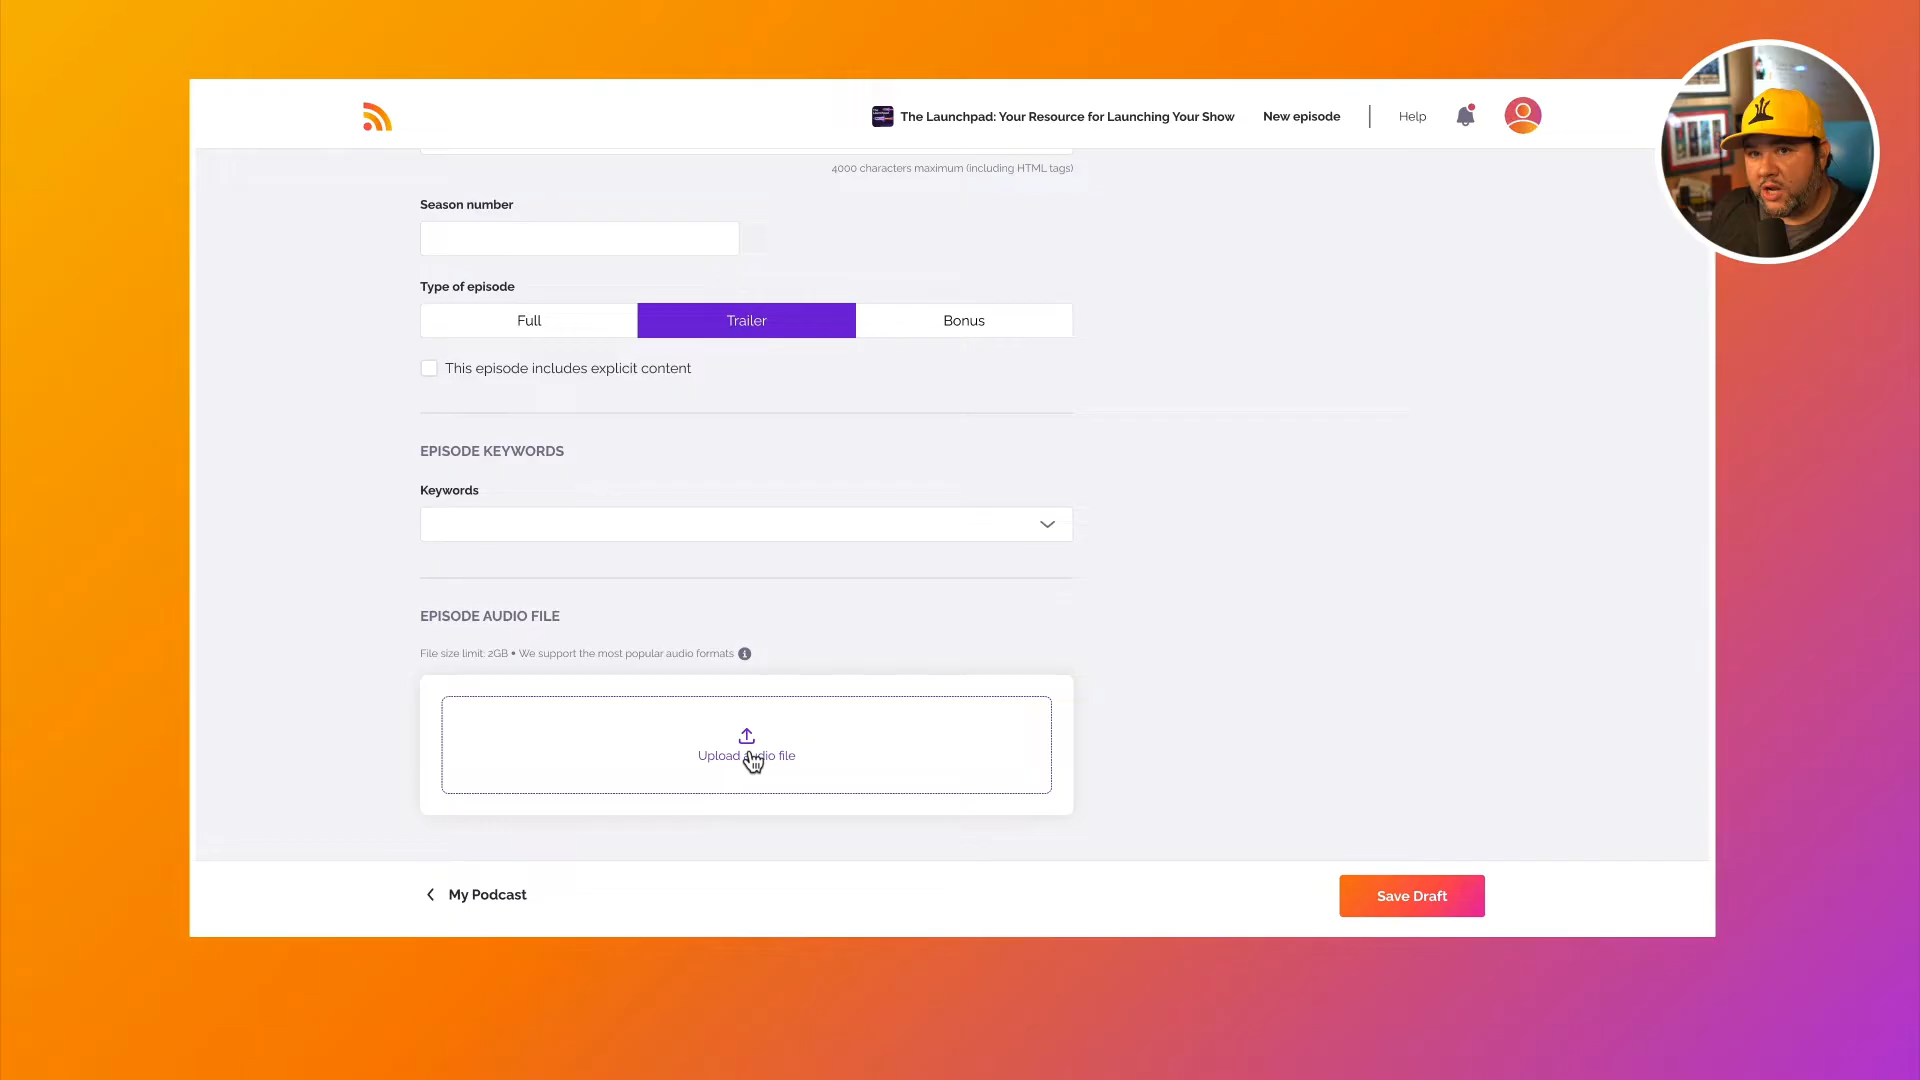 The Launchpad: Your Resource for Launching Your Show
New episode
Help
4000 characters maximum (including HTML tags)
Season number
Type of episode
Full
Trailer
Bonus
This episode includes explicit content
EPISODE KEYWORDS
Keywords
EPISODE AUDIO FILE
File size limit: 2GB • We support the most popular audio formats
Upload audio file
My Podcast
Save Draft